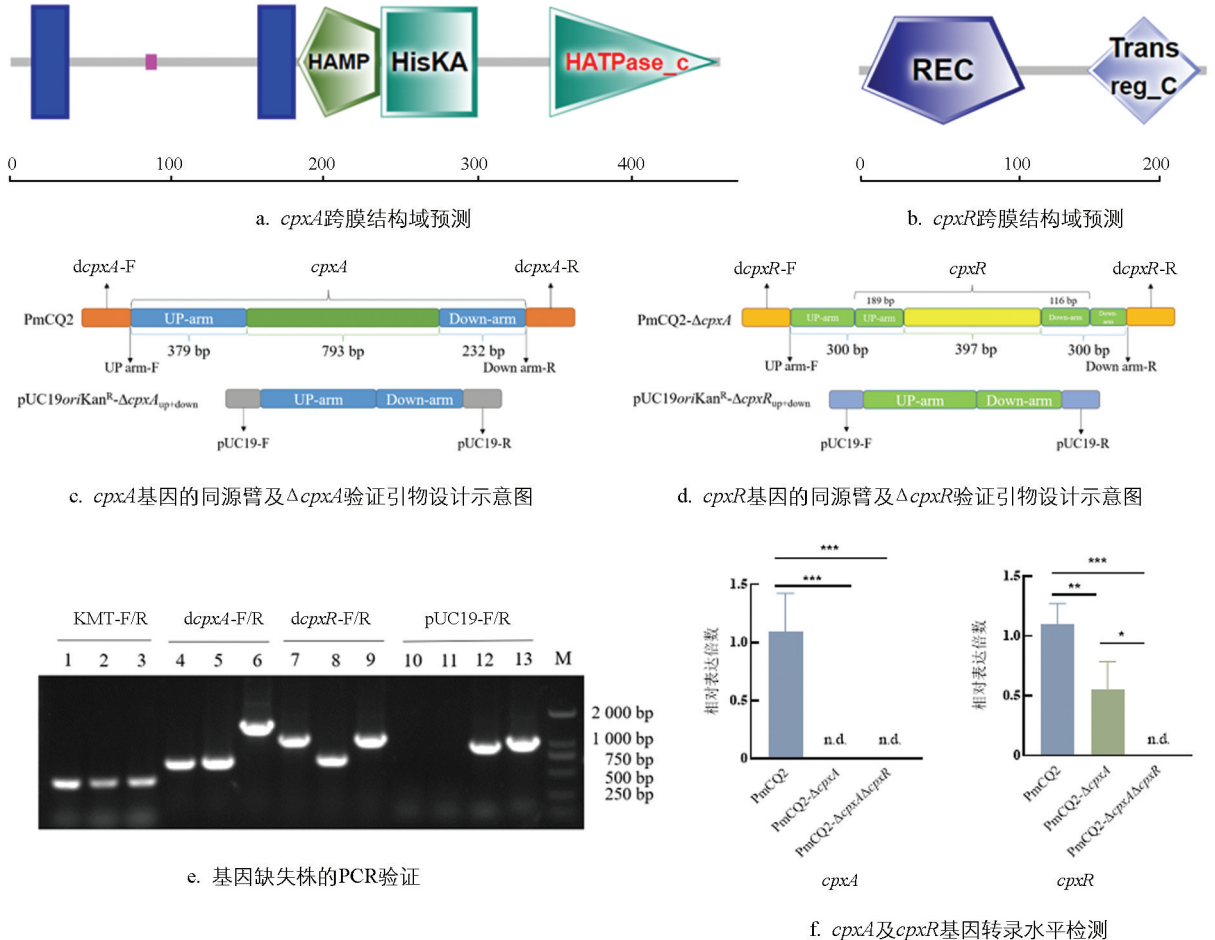 HAMP HisKA HATPase_c
0 100 200 300 400
a. cpxA跨膜结构域预测
REC Trans reg_C
0 100 200
b. cpxR跨膜结构域预测
dcpxA-F cpxA dcpxA-R
PmCQ2 UP-arm Down-arm
379 bp 793 bp 232 bp
UP arm-F Down arm-R
pUC19oriKanᴿ-ΔcpxAup+down UP-arm Down-arm
pUC19-F pUC19-R
c. cpxA基因的同源臂及ΔcpxA验证引物设计示意图
dcpxR-F cpxR dcpxR-R
189 bp 116 bp
PmCQ2-ΔcpxA UP-arm UP-arm Down-arm Down-arm
300 bp 397 bp 300 bp
UP arm-F Down arm-R
pUC19oriKanᴿ-ΔcpxRup+down UP-arm Down-arm
pUC19-F pUC19-R
d. cpxR基因的同源臂及ΔcpxR验证引物设计示意图
KMT-F/R dcpxA-F/R dcpxR-F/R pUC19-F/R
1 2 3 4 5 6 7 8 9 10 11 12 13 M
2 000 bp
1 000 bp
750 bp
500 bp
250 bp
e. 基因缺失株的PCR验证
相对表达倍数
1.5
1.0
0.5
0
***
***
n.d. n.d.
PmCQ2
PmCQ2-ΔcpxA
PmCQ2-ΔcpxAΔcpxR
cpxA
相对表达倍数
1.5
1.0
0.5
0
***
**
*
n.d.
PmCQ2
PmCQ2-ΔcpxA
PmCQ2-ΔcpxAΔcpxR
cpxR
f. cpxA及cpxR基因转录水平检测